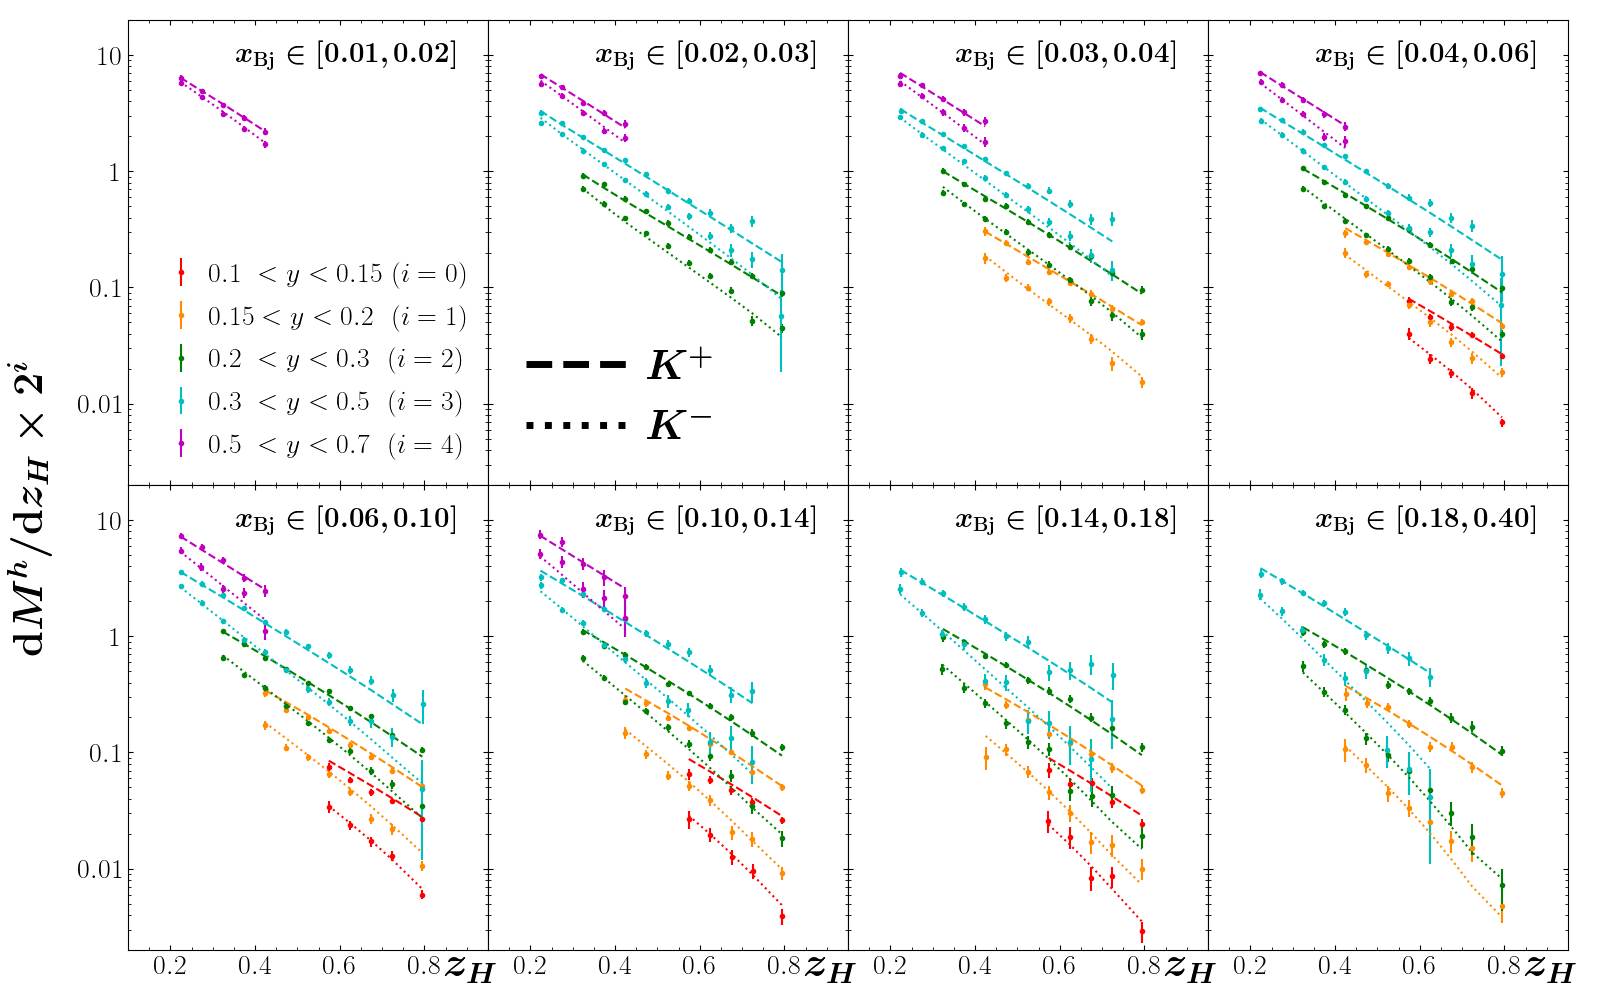 dM^h/dz_H × 2^i
x_Bj ∈ [0.01, 0.02]
x_Bj ∈ [0.02, 0.03]
x_Bj ∈ [0.03, 0.04]
x_Bj ∈ [0.04, 0.06]
10
1
0.1
0.01
0.1 < y < 0.15 (i = 0)
0.15 < y < 0.2 (i = 1)
0.2 < y < 0.3 (i = 2)
0.3 < y < 0.5 (i = 3)
0.5 < y < 0.7 (i = 4)
K^+
K^−
x_Bj ∈ [0.06, 0.10]
x_Bj ∈ [0.10, 0.14]
x_Bj ∈ [0.14, 0.18]
x_Bj ∈ [0.18, 0.40]
10
1
0.1
0.01
0.2 0.4 0.6 0.8 z_H 0.2 0.4 0.6 0.8 z_H 0.2 0.4 0.6 0.8 z_H 0.2 0.4 0.6 0.8 z_H